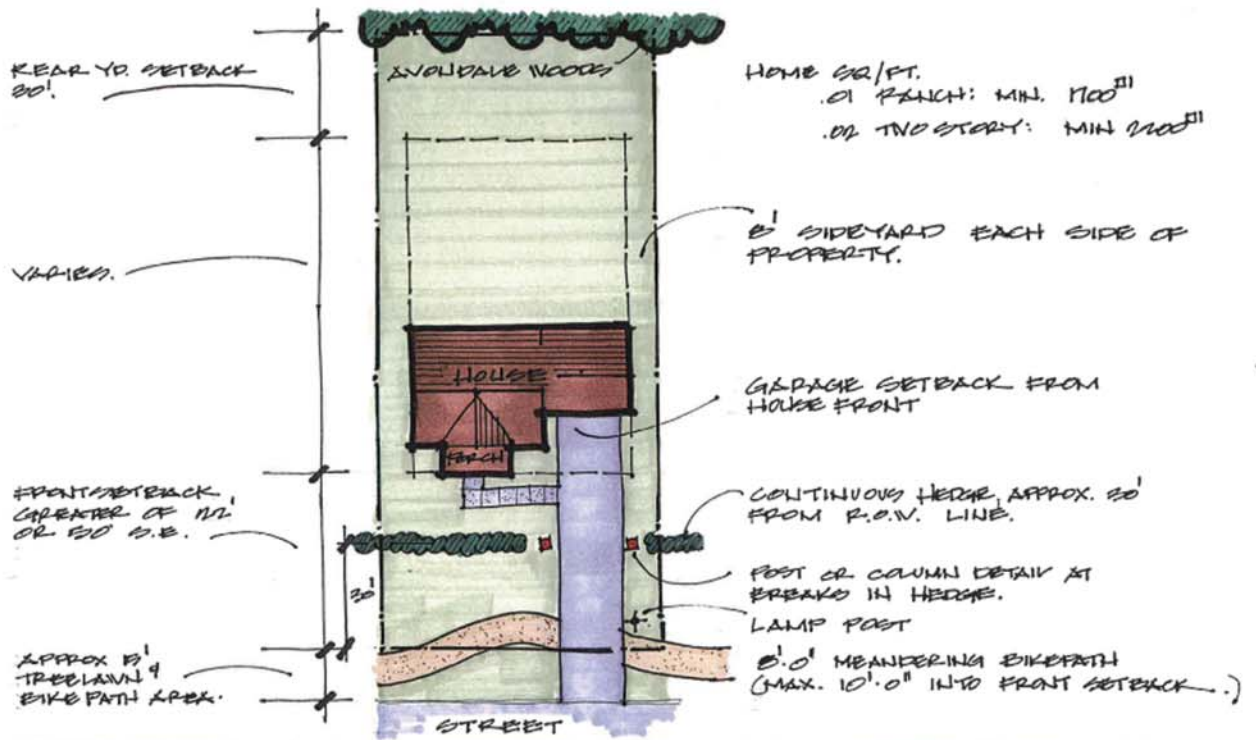 REAR YD. SETBACK
30'.
VARIES.
FRONT SETBACK
GREATER OF
OR 50' S.E.
30'
APPROX 15'
TREELAWN &
BIKEPATH AREA.
AVONDALE WOODS
HOUSE
PORCH
STREET
HOME SQ/FT.
.01 RANCH: MIN. 1700□'
.02 TWO STORY: MIN 2200□'
8' SIDEYARD EACH SIDE OF
PROPERTY.
GARAGE SETBACK FROM
HOUSE FRONT
CONTINUOUS HEDGE, APPROX. 30'
FROM R.O.W. LINE.
POST OR COLUMN DETAIL AT
BREAKS IN HEDGE.
LAMP POST
8'.0" MEANDERING BIKEPATH
(MAX. 10'.0" INTO FRONT SETBACK.)